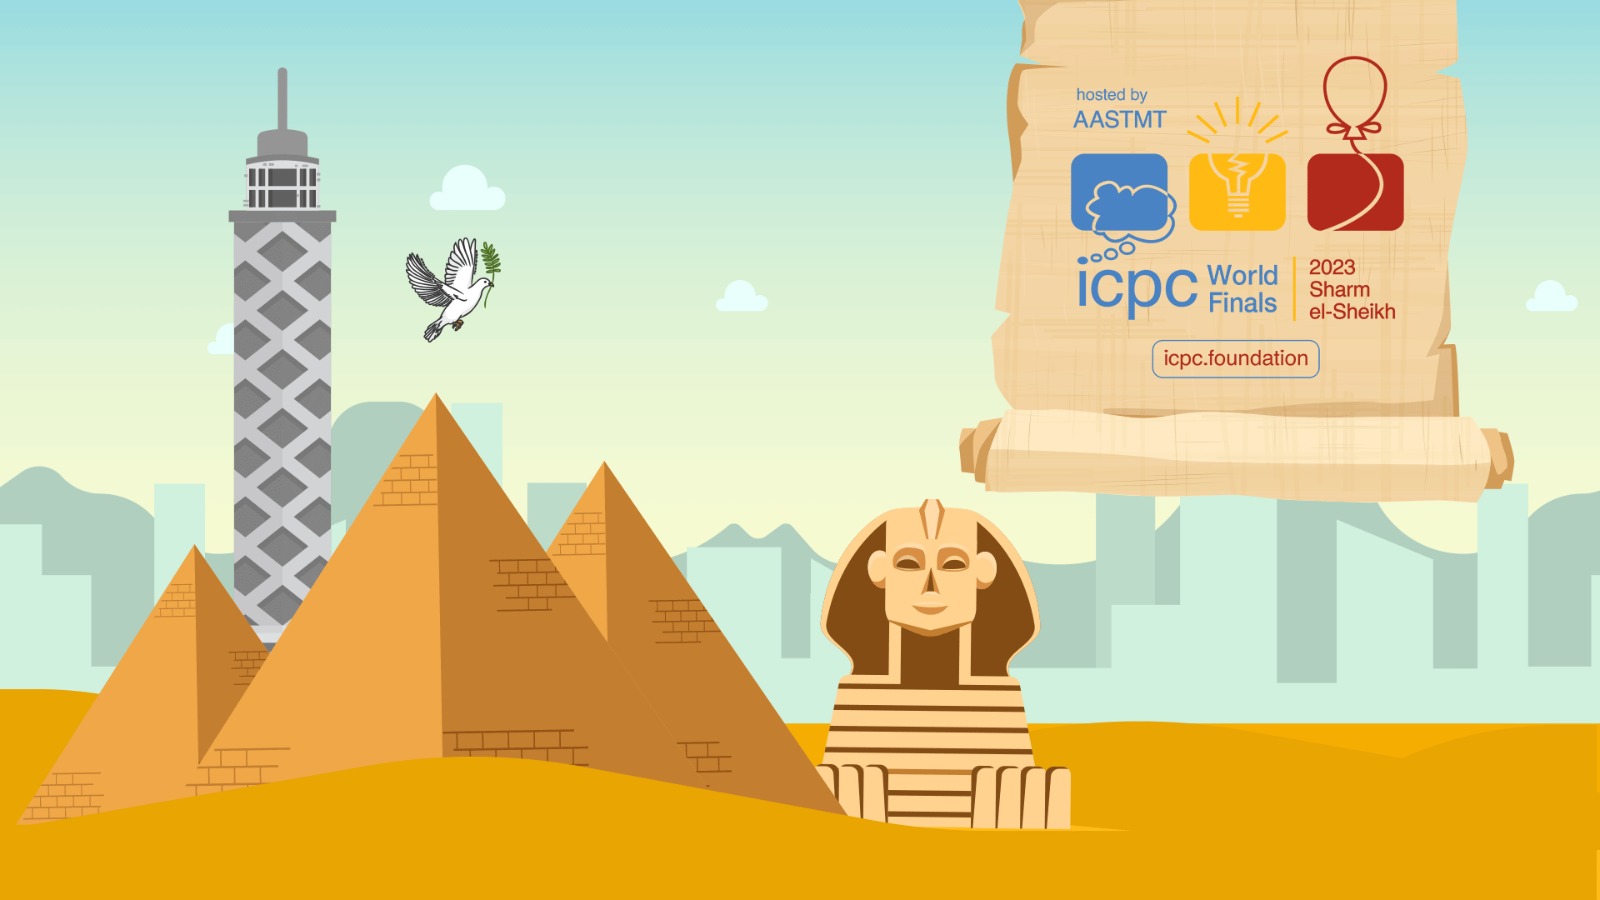 hosted by
AASTMT
icpc World Finals
2023
Sharm
el-Sheikh
icpc.foundation